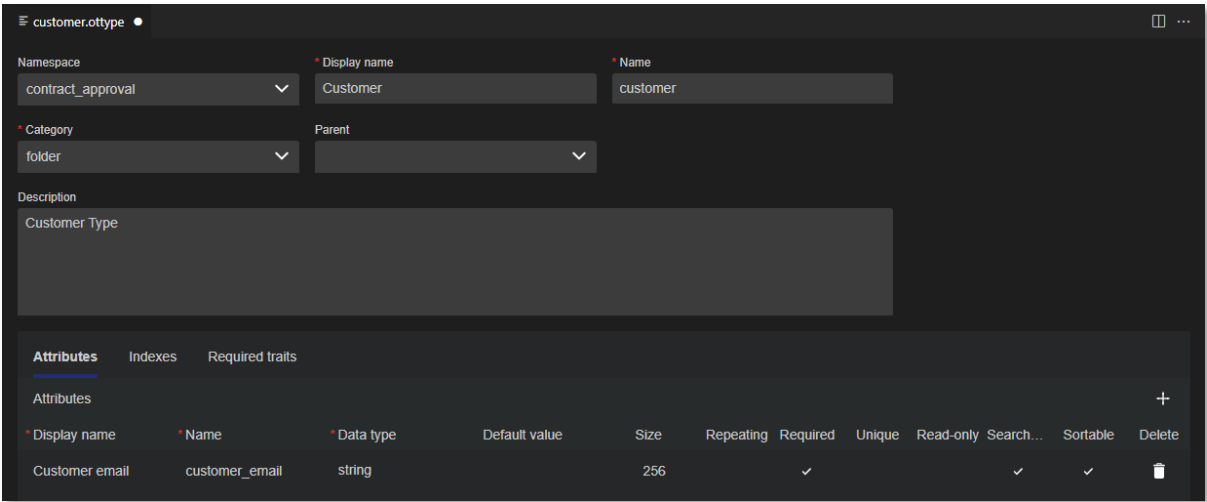 customer.ottype
Namespace * Display name * Name
contract_approval Customer customer
* Category Parent
folder
Description
Customer Type
Attributes Indexes Required traits
Attributes
* Display name * Name * Data type Default value Size Repeating Required Unique Read-only Search... Sortable Delete
Customer email customer_email string 256